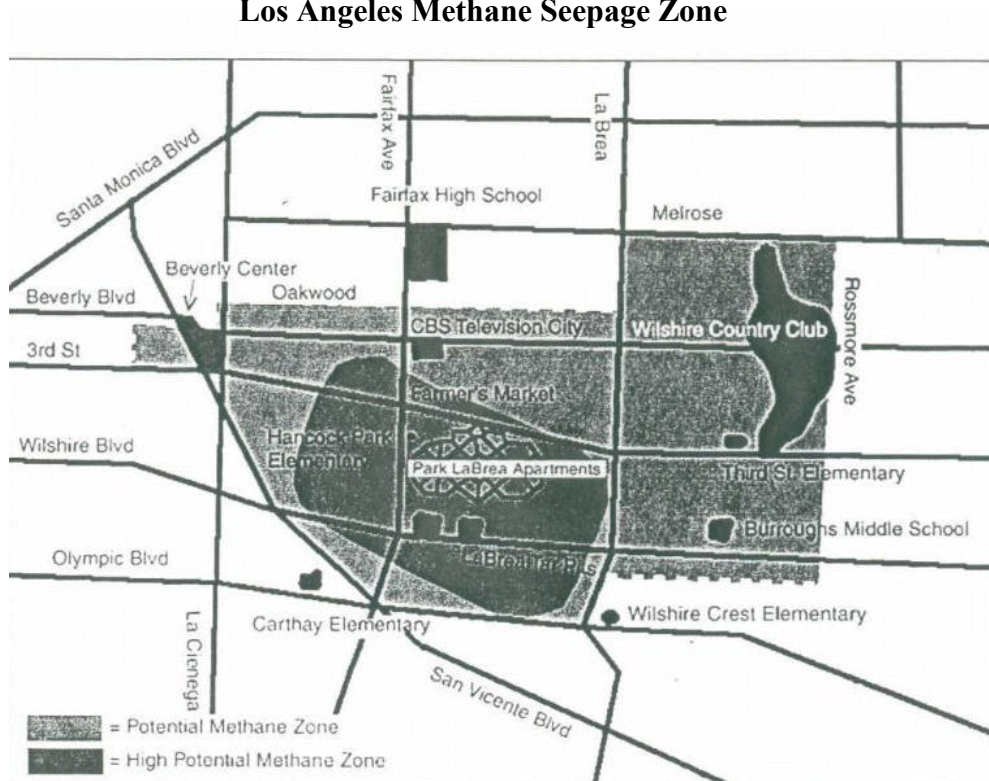 Los Angeles Methane Seepage Zone
Fairfax Ave
La Brea
Santa Monica Blvd
Fairfax High School
Melrose
Beverly Center
Oakwood
Beverly Blvd
CBS Television City
Wilshire Country Club
Rossmore Ave
3rd St
Farmer's Market
Hancock Park
Elementary
Wilshire Blvd
Park LaBrea Apartments
Third St. Elementary
Burroughs Middle School
LaBrea Tar Pits
Olympic Blvd
Wilshire Crest Elementary
Carthay Elementary
La Cienega
San Vicente Blvd
= Potential Methane Zone
= High Potential Methane Zone